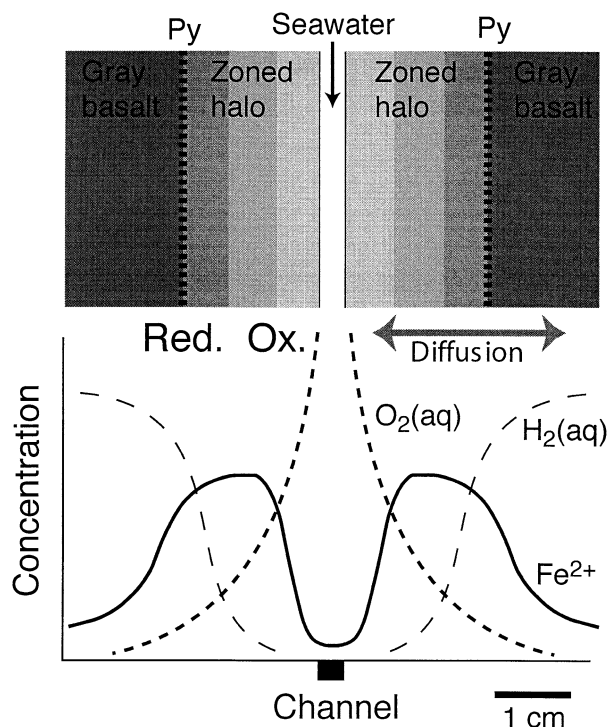 Seawater
Py
Py
Gray basalt
Zoned halo
Zoned halo
Gray basalt
Red. Ox.
Diffusion
O₂(aq)
H₂(aq)
Fe²⁺
Concentration
Channel
1 cm